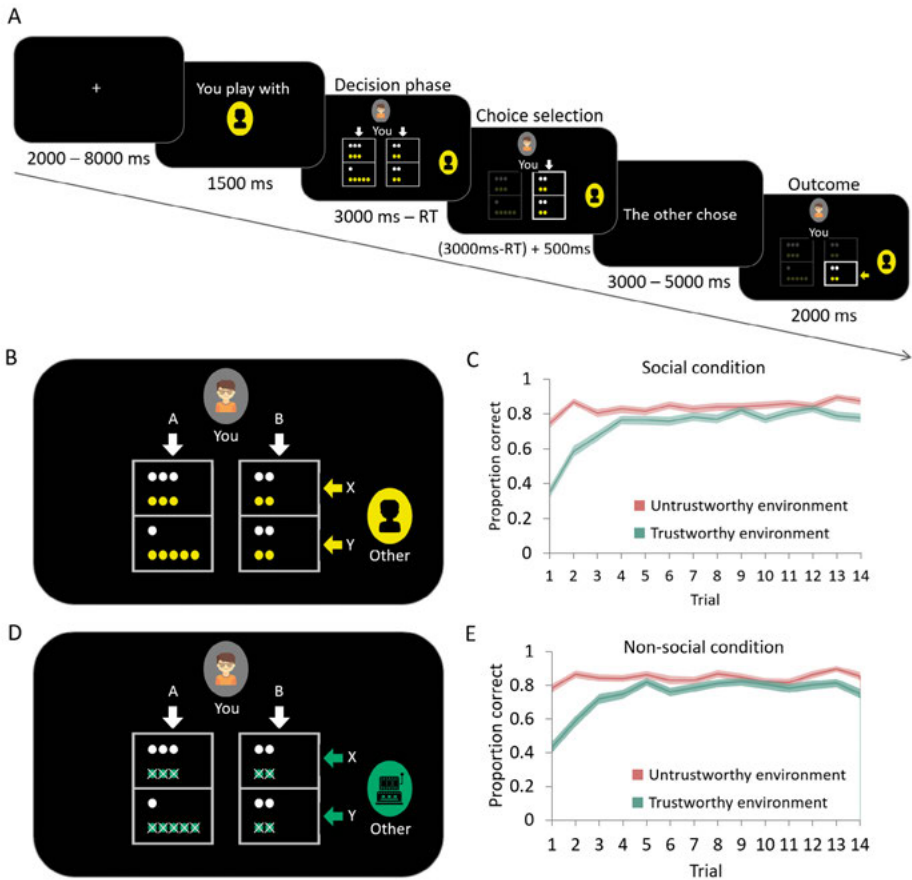 A
+
2000 – 8000 ms
You play with
1500 ms
Decision phase
You
3000 ms – RT
Choice selection
You
(3000ms-RT) + 500ms
The other chose
3000 – 5000 ms
Outcome
You
2000 ms
B
You
A
B
X
Y
Other
C
Social condition
Proportion correct
1
0.8
0.6
0.4
0.2
0
Untrustworthy environment
Trustworthy environment
1 2 3 4 5 6 7 8 9 10 11 12 13 14
Trial
D
You
A
B
X
Y
Other
E
Non-social condition
Proportion correct
1
0.8
0.6
0.4
0.2
0
Untrustworthy environment
Trustworthy environment
1 2 3 4 5 6 7 8 9 10 11 12 13 14
Trial